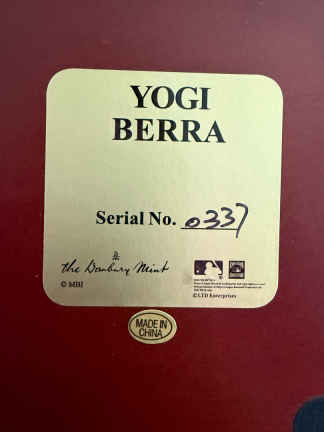 YOGI
BERRA
Serial No. 0337
the Danbury Mint
© MBI
© LTD Enterprises
MADE IN
CHINA